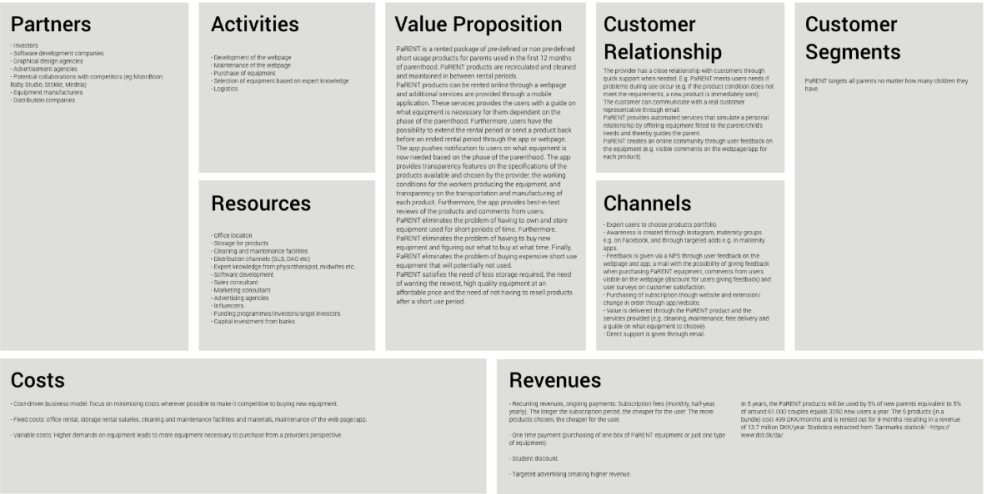 Partners
- Investors
- Software development companies
- Graphical design agencies
- Advertisement agencies
- Potential collaborations with competitors (eg MoonBoon
Baby Studio, Stokke, Medela)
- Equipment manufacturers
- Distribution companies
Activities
- Development of the webpage
- Maintenance of the webpage
- Purchase of equipment
- Selection of equipment based on expert knowledge
- Logistics
Resources
- Office location
- Storage for products
- Cleaning and maintenance facilities
- Distribution channels (GLS, DAO etc)
- Expert knowledge from physiotherapist, midwifes etc.
- Software development
- Sales consultant
- Marketing consultant
- Advertising agencies
- Influencers
- Funding programmes/investors/angel investors
- Capital investment from banks
Value Proposition
PaRENT is a rented package of pre-defined or non pre-defined
short usage products for parents used in the first 12 months
of parenthood. PaRENT products are recirculated and cleaned
and maintained in between rental periods.
PaRENT products can be rented online through a webpage
and additional services are provided through a mobile
application. These services provides the users with a guide on
what equipment is necessary for them dependent on the
phase of the parenthood. Furthermore, users have the
possibility to extend the rental period or send a product back
before an ended rental period through the app or webpage.
The app pushes notification to users on what equipment is
now needed based on the phase of the parenthood. The app
provides transparency features on the specifications of the
products available and chosen by the provider, the working
conditions for the workers producing the equipment, and
transparency on the transportation and manufacturing of
each product. Furthermore, the app provides best-in-test
reviews of the products and comments from users.
PaRENT eliminates the problem of having to own and store
equipment used for short periods of time. Furthermore,
PaRENT eliminates the problem of having to buy new
equipment and figuring out what to buy at what time. Finally,
PaRENT eliminates the problem of buying expensive short use
equipment that will potentially not used.
PaRENT satisfies the need of less storage required, the need
of wanting the newest, high quality equipment at an
affordable price and the need of not having to resell products
after a short use period.
Customer
Relationship
The provider has a close relationship with customers through
quick support when needed. E.g. PaRENT meets users needs if
problems during use occur (e.g. if the product condition does
not meet the requirements, a new product is immediately sent).
The customer can communicate with a real customer
representative through email.
PaRENT provides automated services that simulate a personal
relationship by offering equipment fitted to the parent/child's
needs and thereby guides the parent.
PaRENT creates an online community through user feedback on
the equipment (e.g. visible comments on the webpage/app for
each product).
Channels
- Expert users to choose products portfolio.
- Awareness is created through Instagram, maternity groups
e.g. on Facebook, and through targeted adds e.g. in maternity
apps.
- Feedback is given via a NPS through user feedback on the
webpage and app, a mail with the possibility of giving feedback
when purchasing PaRENT equipment, comments from users
visible on the webpage (discount for users giving feedback) and
user surveys on customer satisfaction.
- Purchasing of subscription though website and extension/
change in order though app/website.
- Value is delivered through the PaRENT product and the
services provided (e.g. cleaning, maintenance, free delivery and
a guide on what equipment to choose).
- Direct support is given through email.
Customer
Segments
PaRENT targets all parents no matter how many children they
have.
Costs
- Cost-driven business model: focus on minimising costs wherever possible to make it competitive to buying new equipment.
- Fixed costs: office rental, storage rental salaries, cleaning and maintenance facilities and materials, maintenance of the web page/app.
- Variable costs: Higher demands on equipment leads to more equipment necessary to purchase from a providers perspective.
Revenues
- Recurring revenues, ongoing payments: Subscription fees (monthly, half-year,
yearly). The longer the subscription period, the cheaper for the user. The more
products chosen, the cheaper for the user.
- One time payment (purchasing of one box of PaRENT equipment or just one type
of equipment).
- Student discount.
- Targeted advertising creating higher revenue.
In 5 years, the PaRENT products will be used by 5% of new parents equivalent to 5%
of around 61.000 couples equals 3050 new users a year. The 5 products (in a
bundle) cost 499 DKK/months and is rented out for 9 months resulting in a revenue
of 13.7 million DKK/year. Statistics extracted from 'Danmarks statistik' - https://
www.dst.dk/da/.